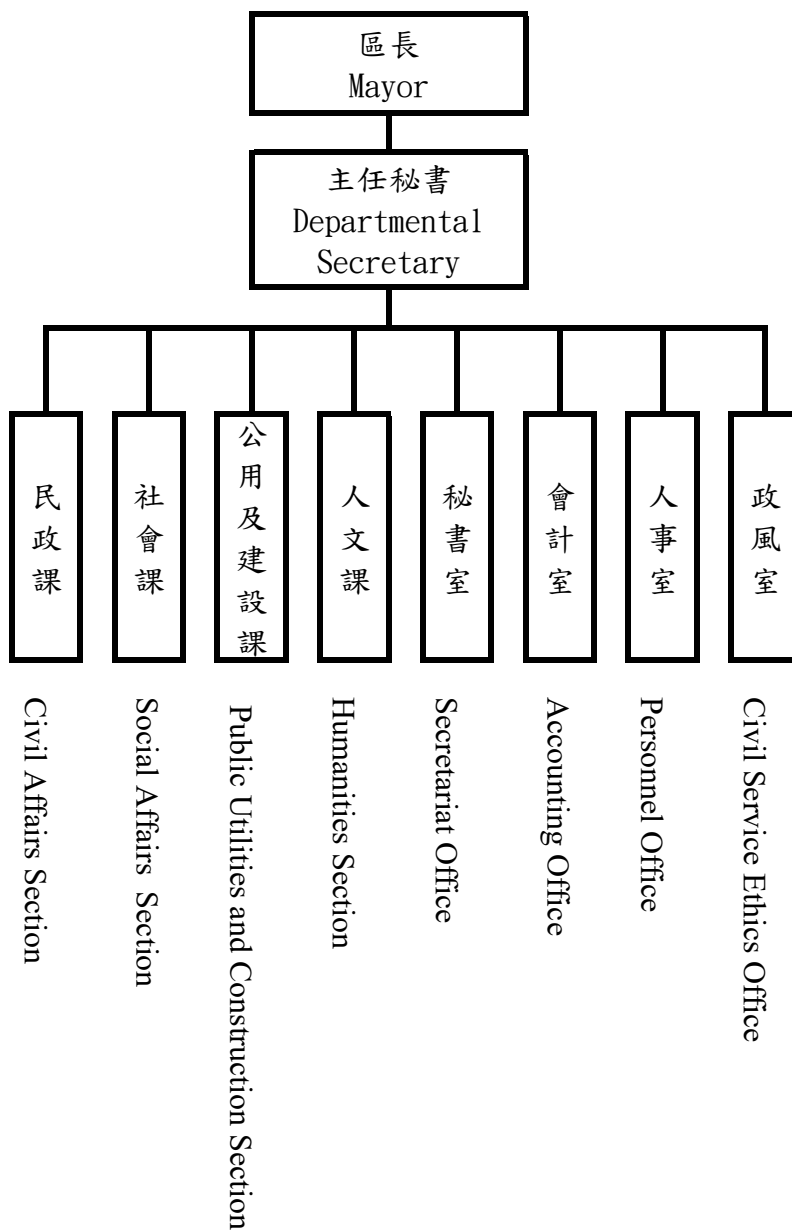 區長
Mayor
主任秘書
Departmental
Secretary
民政課
社會課
公用及建設課
人文課
秘書室
會計室
人事室
政風室
Civil Affairs Section
Social Affairs Section
Public Utilities and Construction Section
Humanities Section
Secretariat Office
Accounting Office
Personnel Office
Civil Service Ethics Office